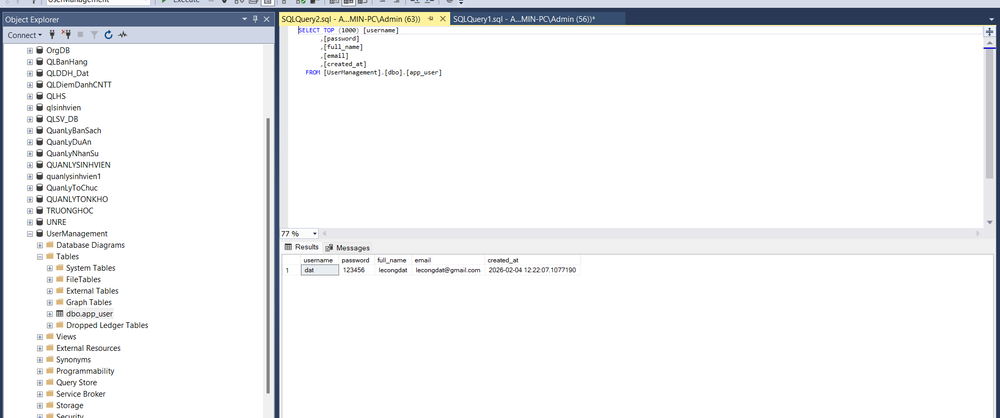 UserManagement
Execute
Object Explorer
Connect
OrgDB
QLBanHang
QLDDH_Dat
QLDiemDanhCNTT
QLHS
qlsinhvien
QLSV_DB
QuanLyBanSach
QuanLyDuAn
QuanLyNhanSu
QUANLYSINHVIEN
quanlysinhvien1
QuanLyToChuc
QUANLYTONKHO
TRUONGHOC
UNRE
UserManagement
Database Diagrams
Tables
System Tables
FileTables
External Tables
Graph Tables
dbo.app_user
Dropped Ledger Tables
Views
External Resources
Synonyms
Programmability
Query Store
Service Broker
Storage
Security
SQLQuery2.sql - A...MIN-PC\Admin (63)) SQLQuery1.sql - A...MIN-PC\Admin (56))*
SELECT TOP (1000) [username]
,[password]
,[full_name]
,[email]
,[created_at]
FROM [UserManagement].[dbo].[app_user]
77 %
Results Messages
username password full_name email created_at
1 dat 123456 lecongdat lecongdat@gmail.com 2026-02-04 12:22:07.1077190